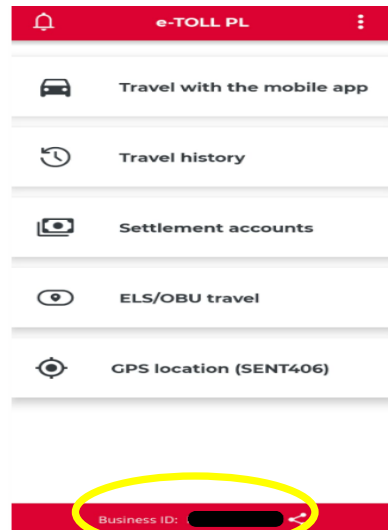 e-TOLL PL
Travel with the mobile app
Travel history
Settlement accounts
ELS/OBU travel
GPS location (SENT406)
Business ID: